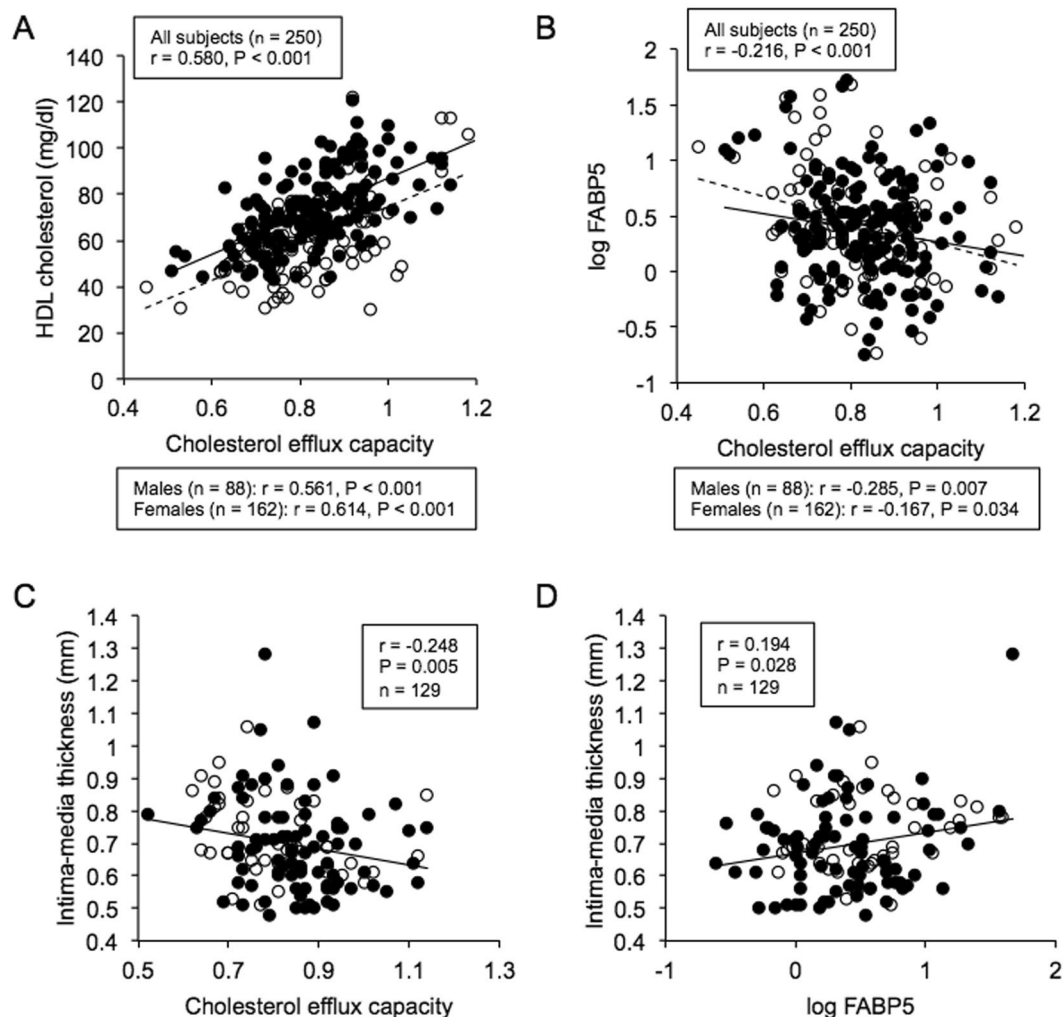 A
All subjects (n = 250)
r = 0.580, P < 0.001
HDL cholesterol (mg/dl)
140
120
100
80
60
40
20
0
0.4 0.6 0.8 1 1.2
Cholesterol efflux capacity
Males (n = 88): r = 0.561, P < 0.001
Females (n = 162): r = 0.614, P < 0.001
B
All subjects (n = 250)
r = -0.216, P < 0.001
log FABP5
2
1.5
1
0.5
0
-0.5
-1
0.4 0.6 0.8 1 1.2
Cholesterol efflux capacity
Males (n = 88): r = -0.285, P = 0.007
Females (n = 162): r = -0.167, P = 0.034
C
Intima-media thickness (mm)
1.4
1.3
1.2
1.1
1
0.9
0.8
0.7
0.6
0.5
0.4
r = -0.248
P = 0.005
n = 129
0.5 0.7 0.9 1.1 1.3
Cholesterol efflux capacity
D
Intima-media thickness (mm)
1.4
1.3
1.2
1.1
1
0.9
0.8
0.7
0.6
0.5
0.4
r = 0.194
P = 0.028
n = 129
-1 0 1 2
log FABP5